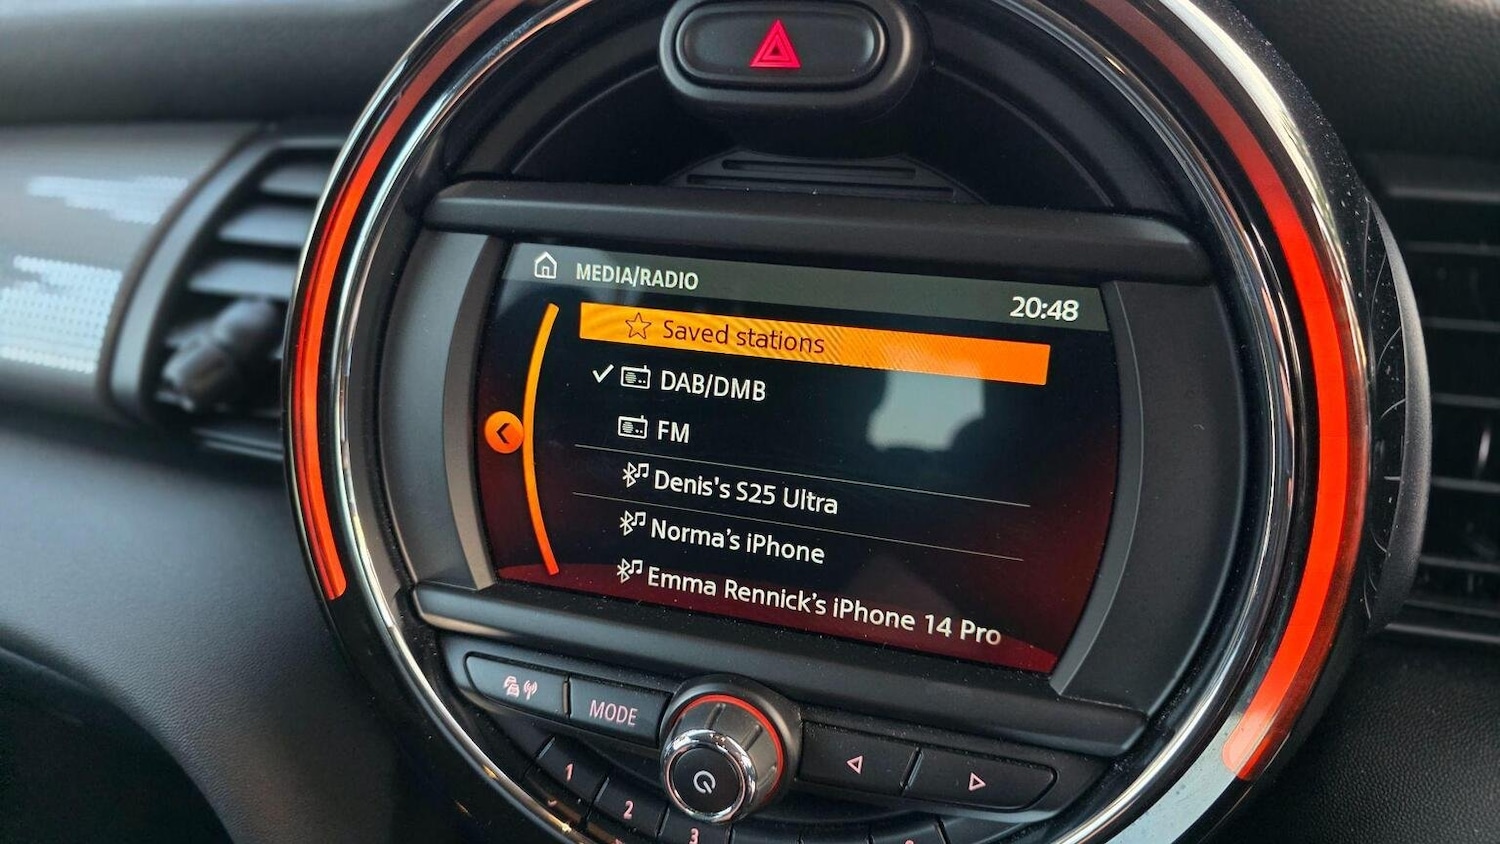 MEDIA/RADIO
20:48
Saved stations
DAB/DMB
FM
Denis's S25 Ultra
Norma's iPhone
Emma Rennick's iPhone 14 Pro
MODE
1
2
3